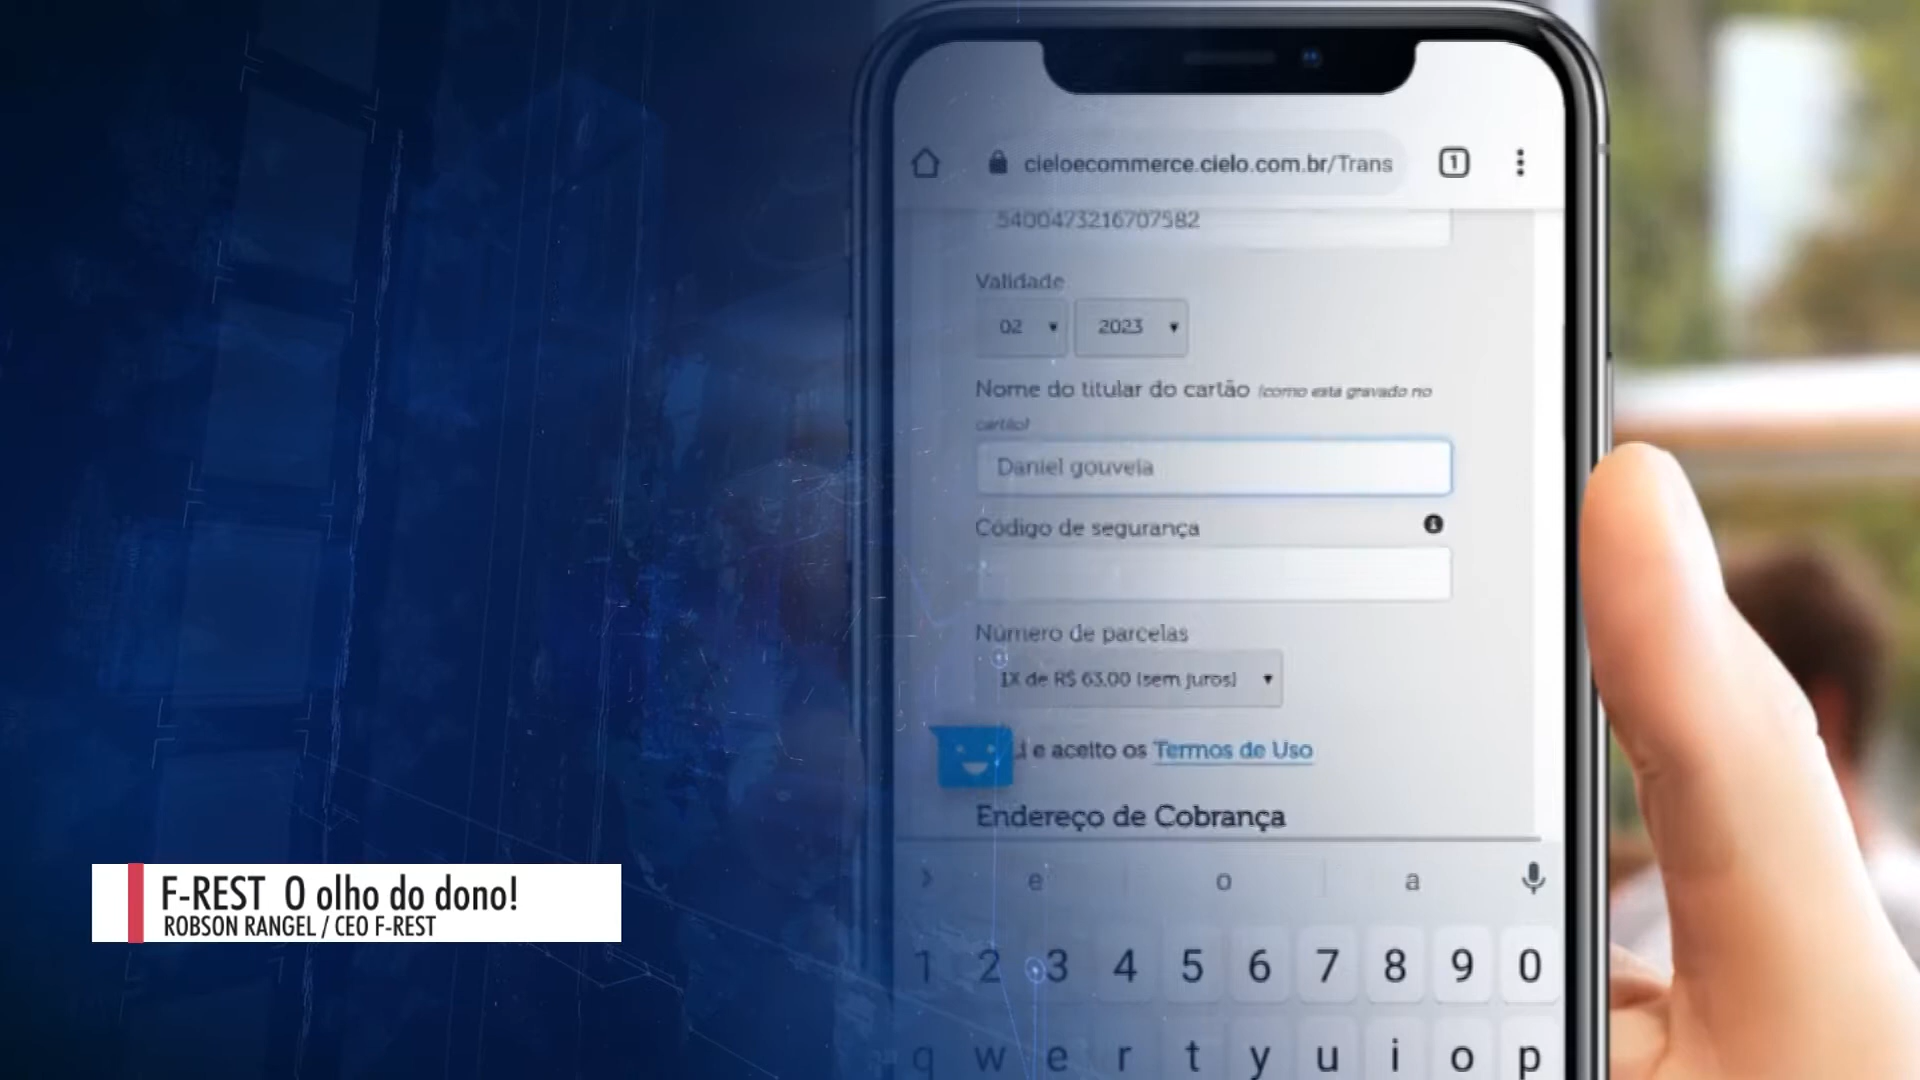 cieloecommerce.cielo.com.br/Trans
1
5400473216707582
Validade
02 2023
Nome do titular do cartão (como está gravado no
cartão)
Daniel gouveia
Código de segurança
Número de parcelas
1X de R$ 63,00 (sem juros)
i e aceito os Termos de Uso
Endereço de Cobrança
e o a
F-REST O olho do dono!
ROBSON RANGEL / CEO F-REST
1 2 3 4 5 6 7 8 9 0
q w e r t y u i o p